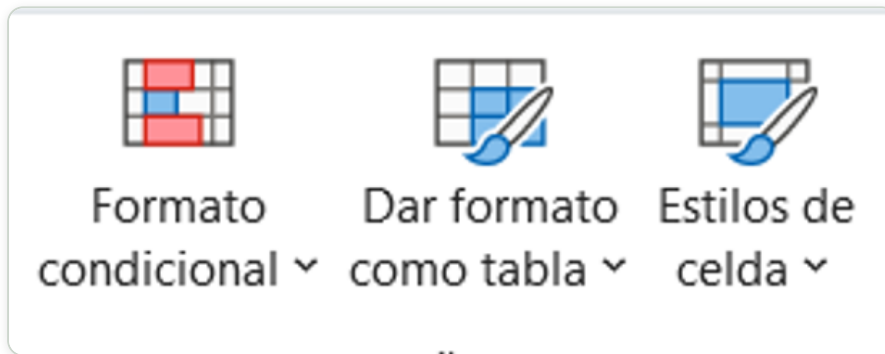 Formato
condicional
Dar formato
como tabla
Estilos de
celda